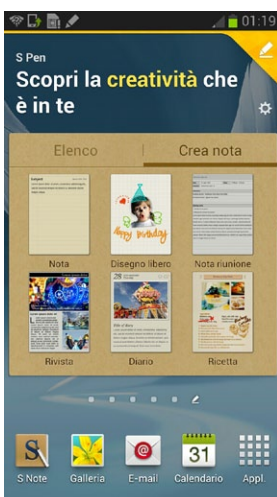 01:19
S Pen
Scopri la creatività che
è in te
Elenco
Crea nota
Happy Birthday
Nota
Disegno libero
Nota riunione
Rivista
Diario
Ricetta
S
@
31
S Note
Galleria
E-mail
Calendario
Appl.